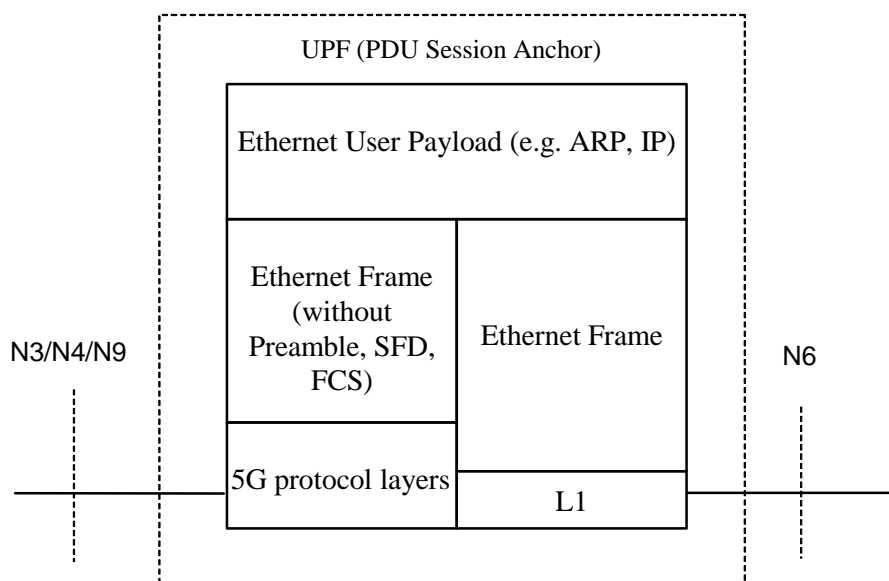 UPF (PDU Session Anchor)
Ethernet User Payload (e.g. ARP, IP)
Ethernet Frame
(without
Preamble, SFD,
FCS)
Ethernet Frame
N3/N4/N9
N6
5G protocol layers
L1